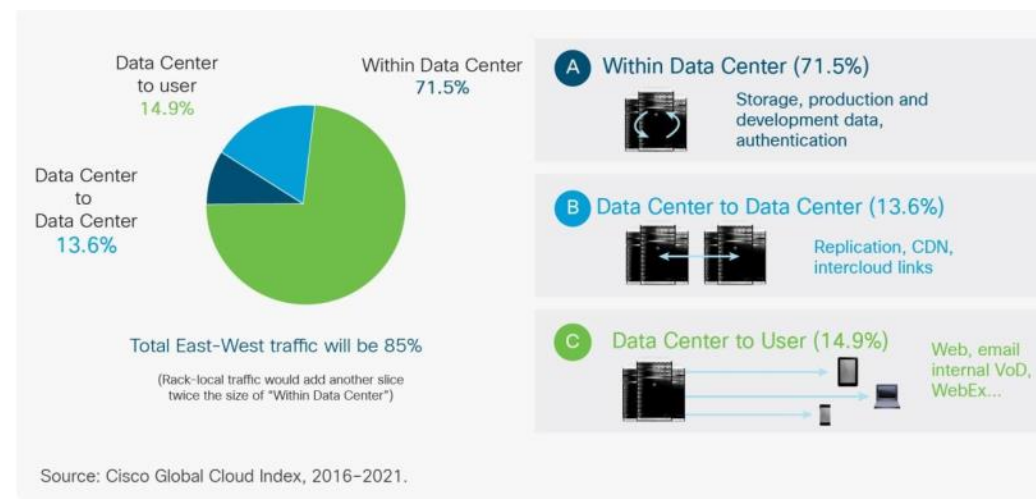 Data Center
to user
14.9%
Within Data Center
71.5%
Data Center
to
Data Center
13.6%
Total East-West traffic will be 85%
(Rack-local traffic would add another slice
twice the size of "Within Data Center")
A Within Data Center (71.5%)
Storage, production and
development data,
authentication
B Data Center to Data Center (13.6%)
Replication, CDN,
intercloud links
C Data Center to User (14.9%)
Web, email
internal VoD,
WebEx...
Source: Cisco Global Cloud Index, 2016-2021.